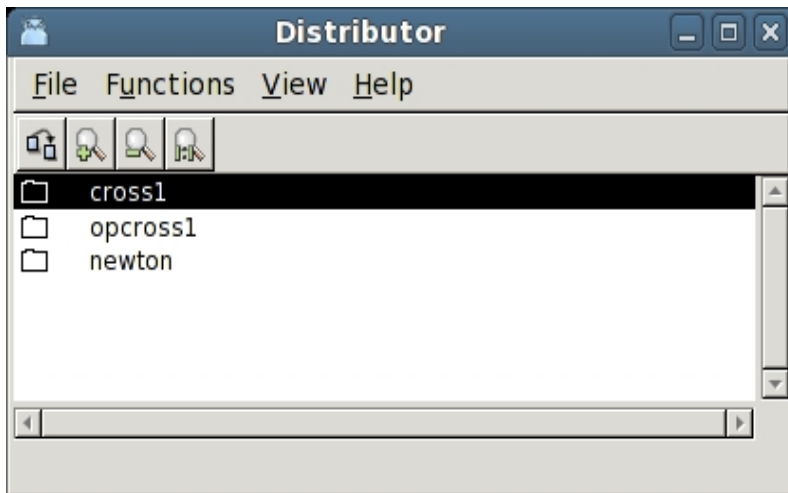 Distributor
File Functions View Help
cross1
opcross1
newton